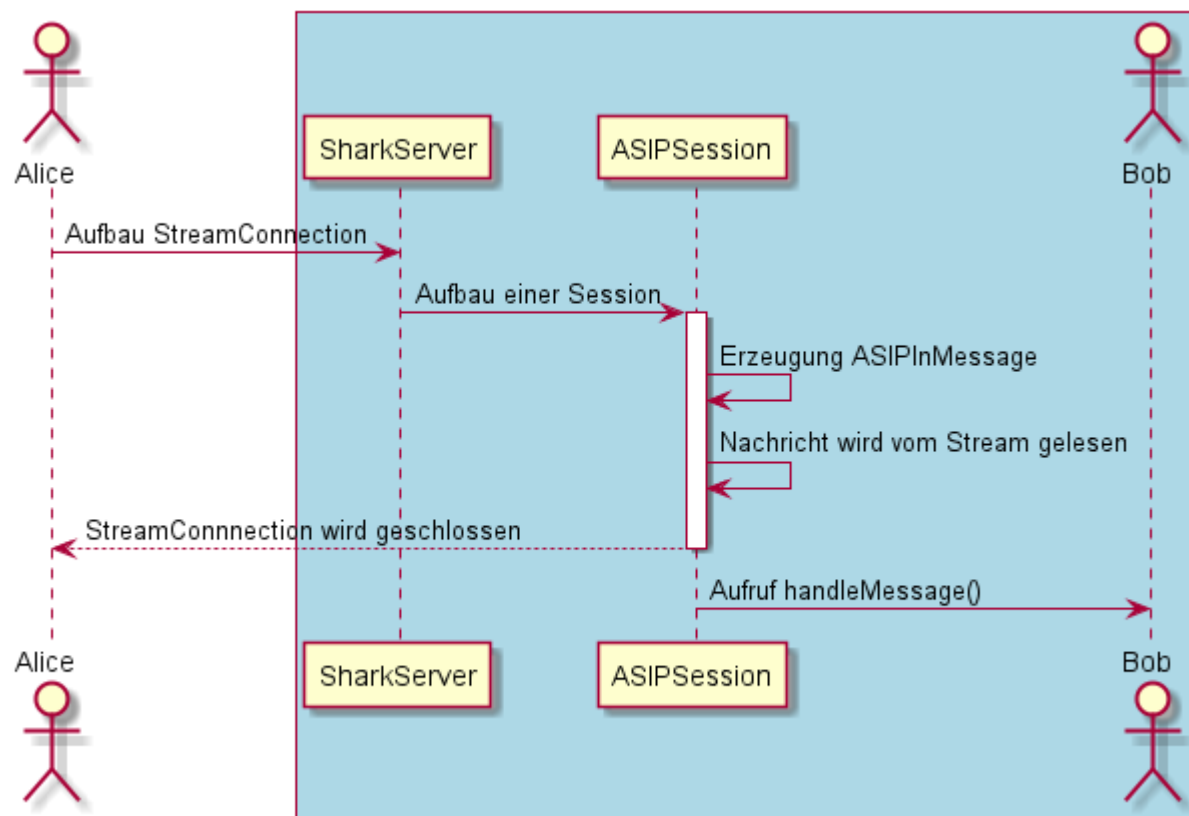 Alice
SharkServer
ASIPSession
Bob
Aufbau StreamConnection
Aufbau einer Session
Erzeugung ASIPInMessage
Nachricht wird vom Stream gelesen
StreamConnnection wird geschlossen
Aufruf handleMessage()
Alice
SharkServer
ASIPSession
Bob